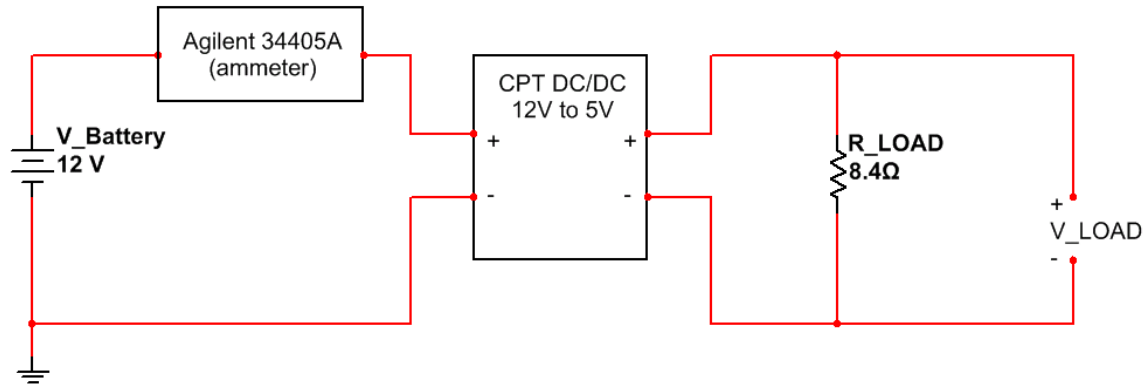 Agilent 34405A
(ammeter)
CPT DC/DC
12V to 5V
V_Battery
12 V
+
-
+
-
R_LOAD
8.4Ω
+
V_LOAD
-